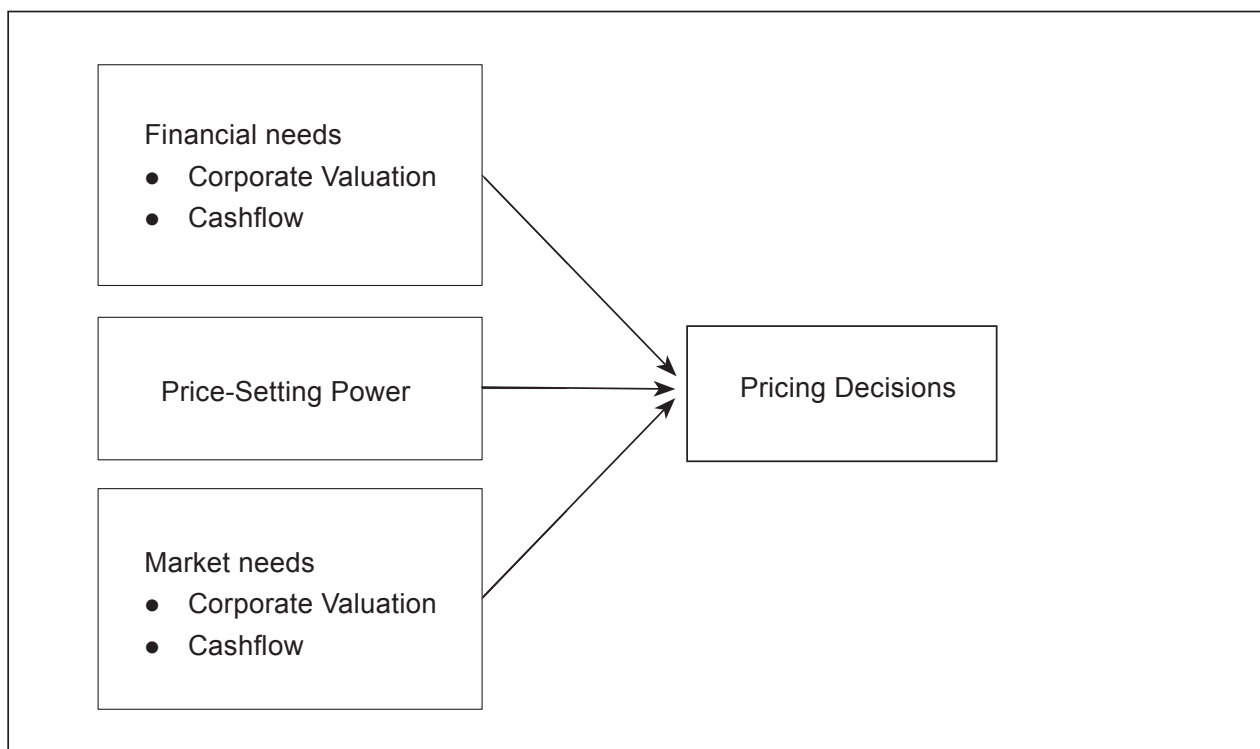 Financial needs
● Corporate Valuation
● Cashflow
Price-Setting Power
Pricing Decisions
Market needs
● Corporate Valuation
● Cashflow